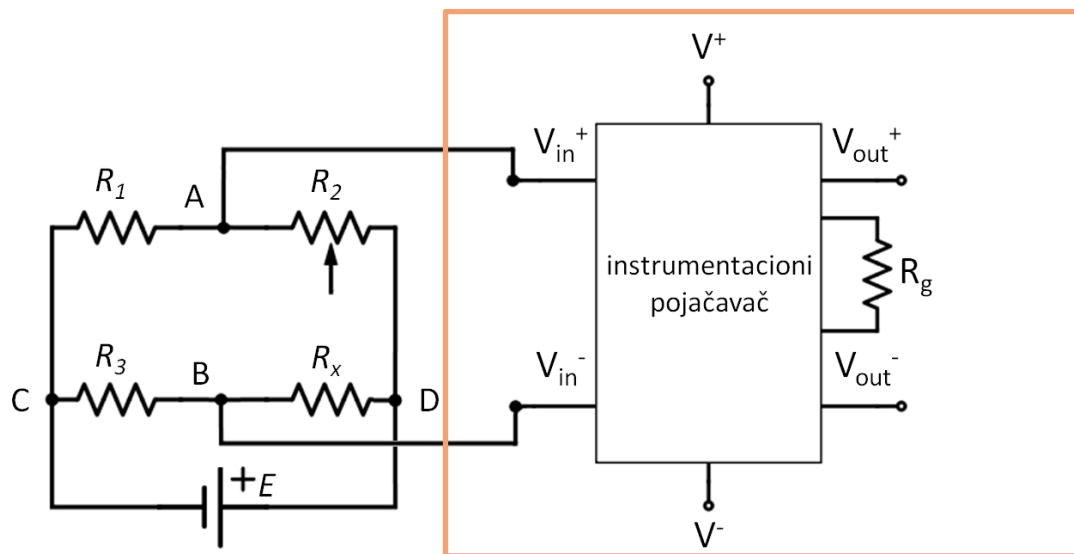 V⁺
Vin⁺
Vout⁺
R1
A
R2
instrumentacioni
pojačavač
Rg
R3
B
Rx
Vin⁻
Vout⁻
C
D
+
E
V⁻